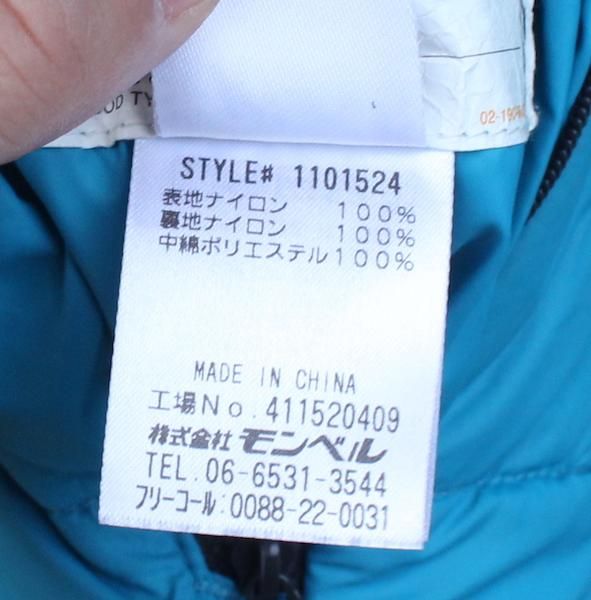 OD TY
STYLE# 1101524
表地ナイロン 100%
裏地ナイロン 100%
中綿ポリエステル100%
MADE IN CHINA
工場No.411520409
株式会社 モンベル
TEL.06-6531-3544
フリーコール:0088-22-0031